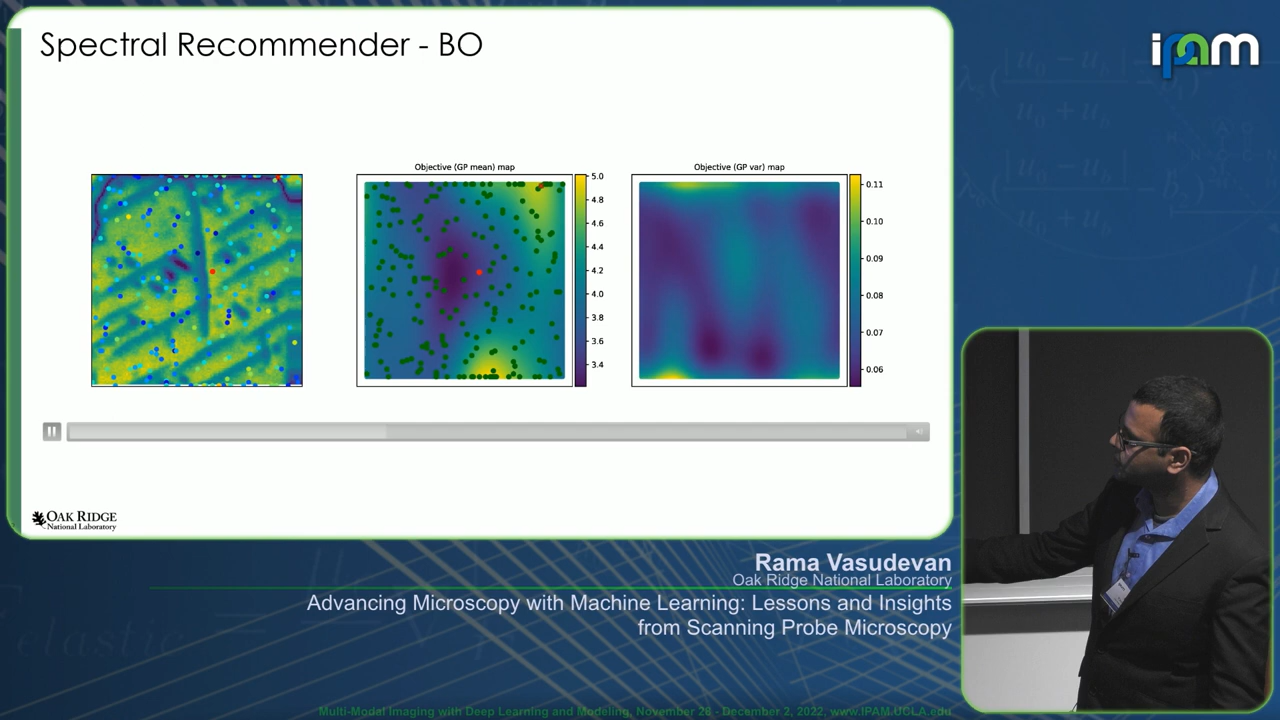 Spectral Recommender - BO
ipam
Objective (GP mean) map
Objective (GP var) map
5.0
4.8
4.6
4.4
4.2
4.0
3.8
3.6
3.4
0.11
0.10
0.09
0.08
0.07
0.06
OAK RIDGE
National Laboratory
Rama Vasudevan
Oak Ridge National Laboratory
Advancing Microscopy with Machine Learning: Lessons and Insights
from Scanning Probe Microscopy
elastic
Multi-Modal Imaging with Deep Learning and Modeling, November 28 - December 2, 2022, www.IPAM.UCLA.edu